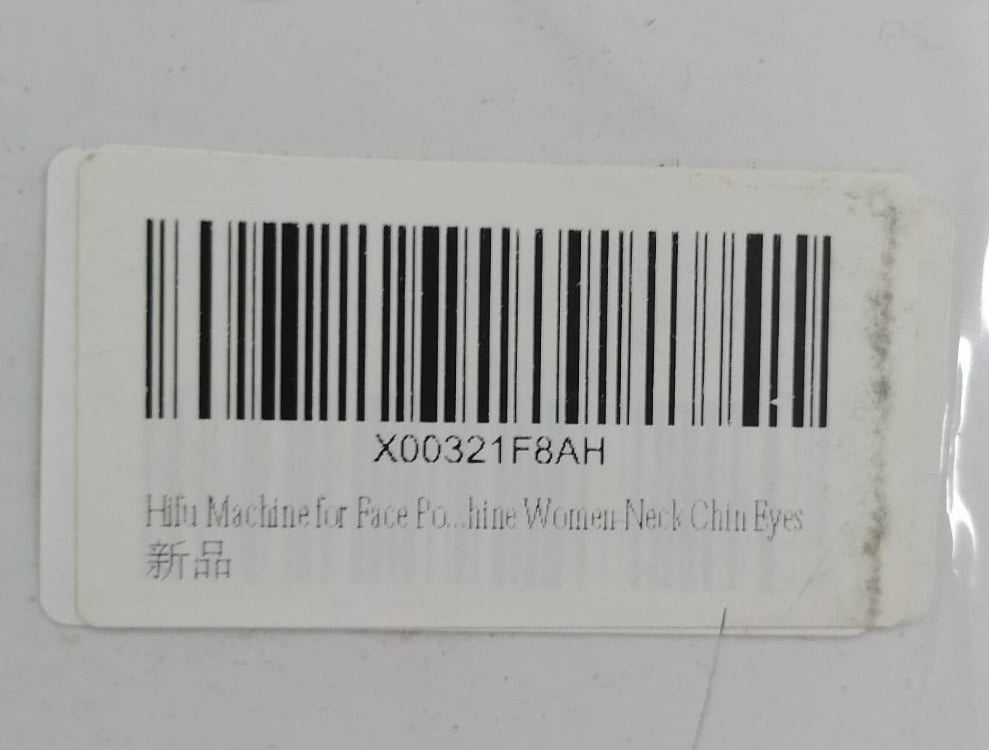 X00321F8AH
Hifu Machine for Face Po...hine Women-Neck Chin Eyes
新品